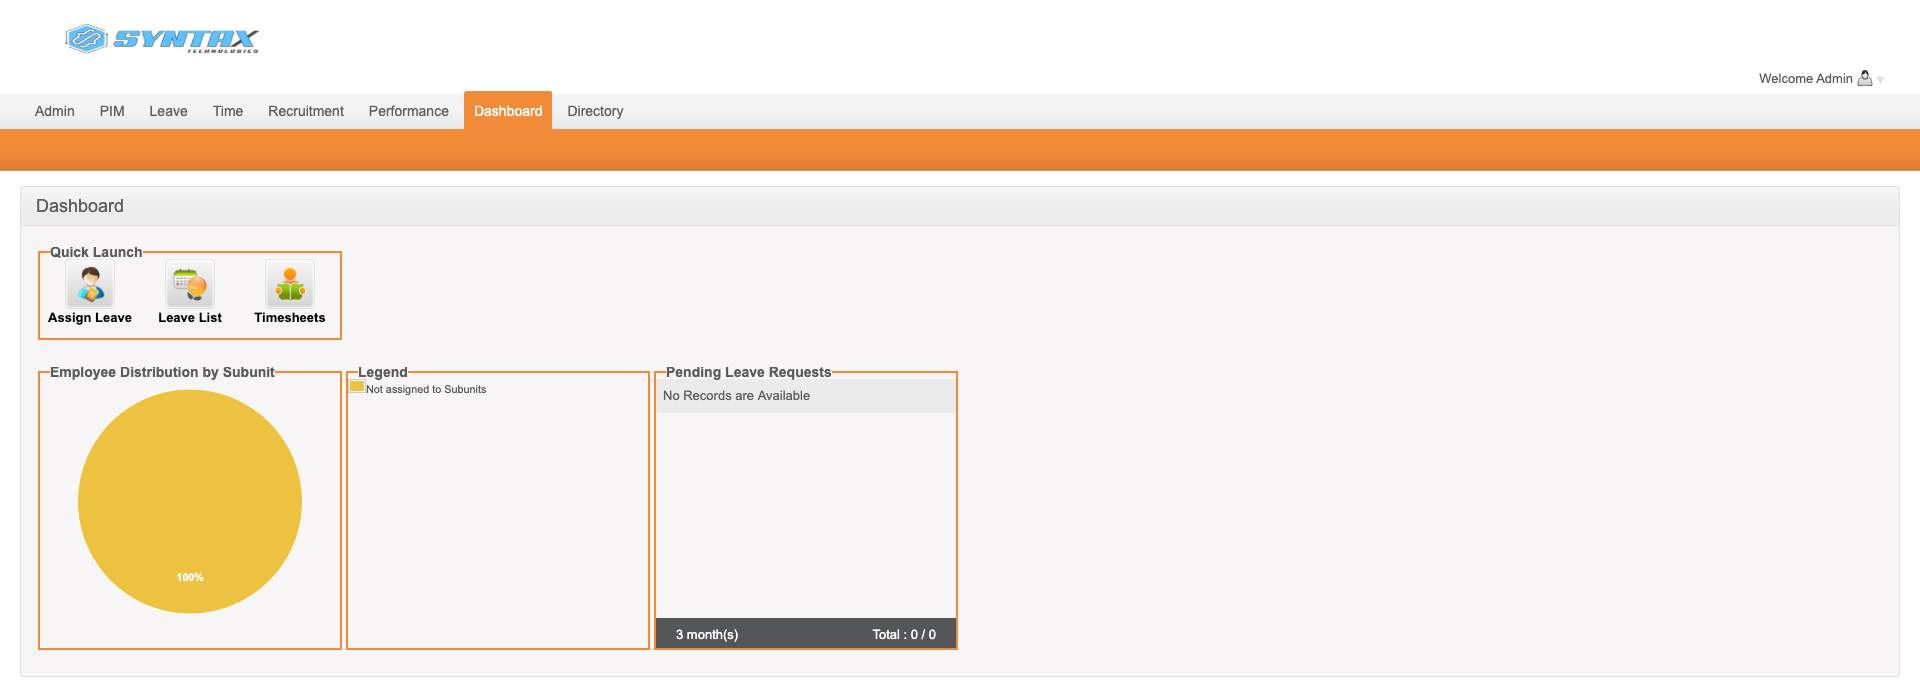 SYNTAX
TECHNOLOGIES
Welcome Admin
Admin PIM Leave Time Recruitment Performance Dashboard Directory
Dashboard
Quick Launch
Assign Leave Leave List Timesheets
Employee Distribution by Subunit
100%
Legend
Not assigned to Subunits
Pending Leave Requests
No Records are Available
3 month(s) Total : 0 / 0